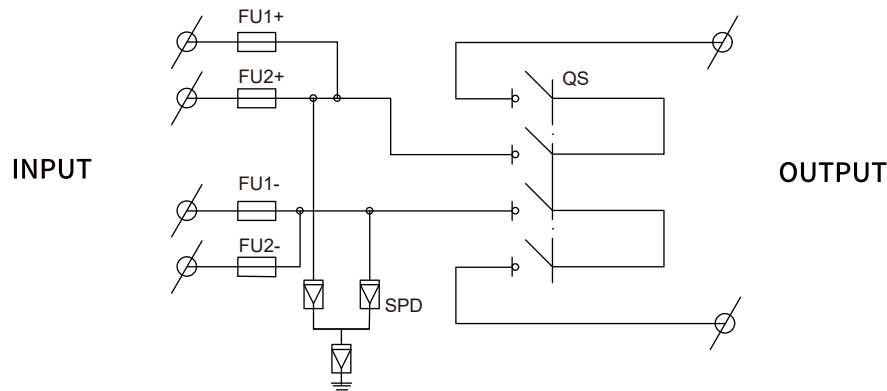 FU1+
FU2+
QS
INPUT
OUTPUT
FU1-
FU2-
SPD